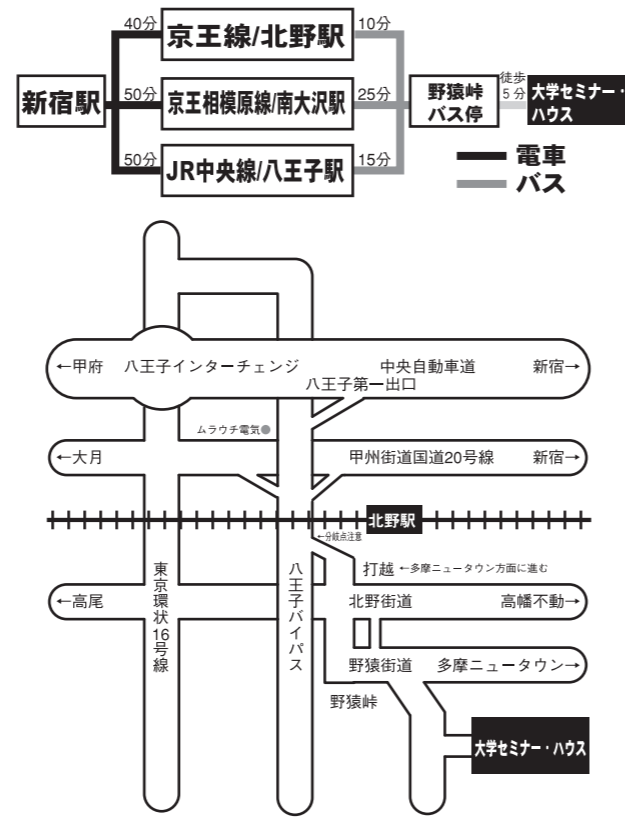 40分
京王線/北野駅
10分
新宿駅
50分
京王相模原線/南大沢駅
25分
野猿峠
バス停
徒歩
5分
大学セミナー・
ハウス
50分
JR中央線/八王子駅
15分
電車
バス
←甲府
八王子インターチェンジ
中央自動車道
新宿→
八王子第一出口
ムラウチ電気
←大月
甲州街道国道20号線
新宿→
北野駅
←分岐点注意
打越
←多摩ニュータウン方面に進む
東京環状16号線
八王子バイパス
←高尾
北野街道
高幡不動→
野猿街道
多摩ニュータウン→
野猿峠
大学セミナー・ハウス